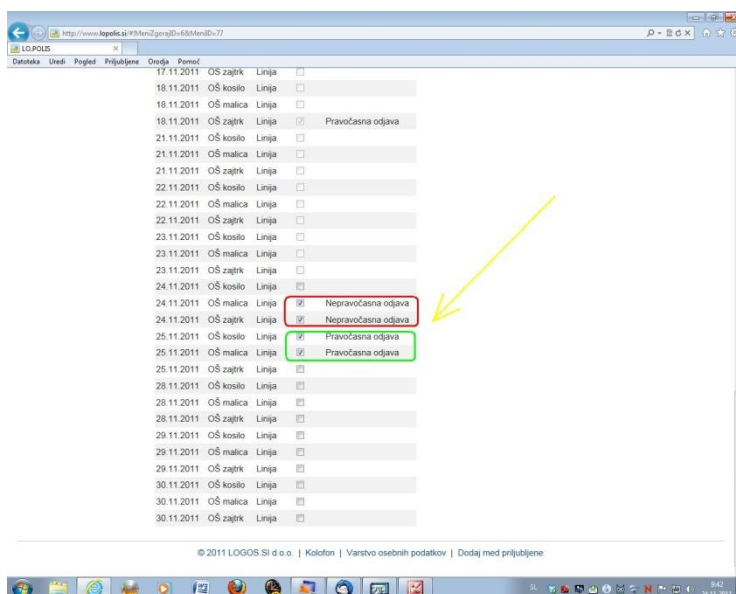 http://www.lopolis.si/#!MeniZgorajID=6&MeniID=77
LO.POLIS
Datoteka Uredi Pogled Priljubljene Orodja Pomoč
17.11.2011 OŠ zajtrk Linija
18.11.2011 OŠ kosilo Linija
18.11.2011 OŠ malica Linija
18.11.2011 OŠ zajtrk Linija Pravočasna odjava
21.11.2011 OŠ kosilo Linija
21.11.2011 OŠ malica Linija
21.11.2011 OŠ zajtrk Linija
22.11.2011 OŠ kosilo Linija
22.11.2011 OŠ malica Linija
22.11.2011 OŠ zajtrk Linija
23.11.2011 OŠ kosilo Linija
23.11.2011 OŠ malica Linija
23.11.2011 OŠ zajtrk Linija
24.11.2011 OŠ kosilo Linija
24.11.2011 OŠ malica Linija Nepravočasna odjava
24.11.2011 OŠ zajtrk Linija Nepravočasna odjava
25.11.2011 OŠ kosilo Linija Pravočasna odjava
25.11.2011 OŠ malica Linija Pravočasna odjava
25.11.2011 OŠ zajtrk Linija
28.11.2011 OŠ kosilo Linija
28.11.2011 OŠ malica Linija
28.11.2011 OŠ zajtrk Linija
29.11.2011 OŠ kosilo Linija
29.11.2011 OŠ malica Linija
29.11.2011 OŠ zajtrk Linija
30.11.2011 OŠ kosilo Linija
30.11.2011 OŠ malica Linija
30.11.2011 OŠ zajtrk Linija
© 2011 LOGOS.SI d.o.o. | Kolofon | Varstvo osebnih podatkov | Dodaj med priljubljene
SL 9:42